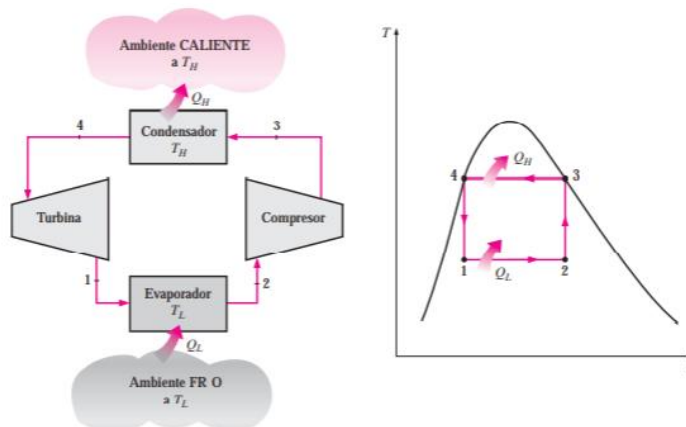 Ambiente CALIENTE
a T_H
Q_H
4
3
Condensador
T_H
Turbina
Compresor
1
2
Evaporador
T_L
Q_L
Ambiente FR O
a T_L
T
4
Q_H
3
1
Q_L
2